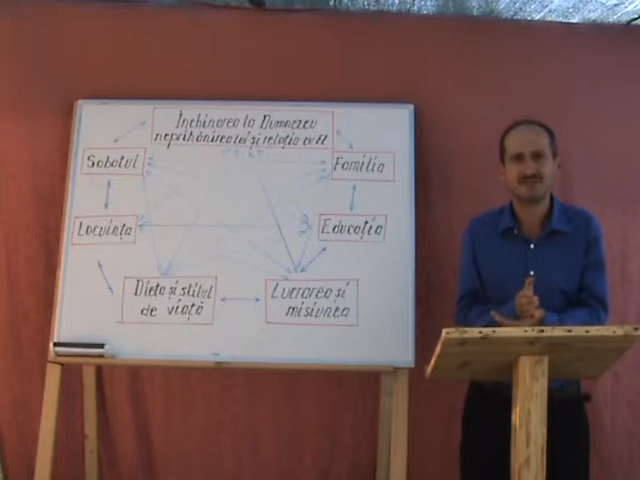 Închinarea la Dumnezeu
neprihănirea lui și relația cu El
Sabatul
Familia
Locuința
Educația
Dieta și stilul
de viață
Lucrarea și
misiunea